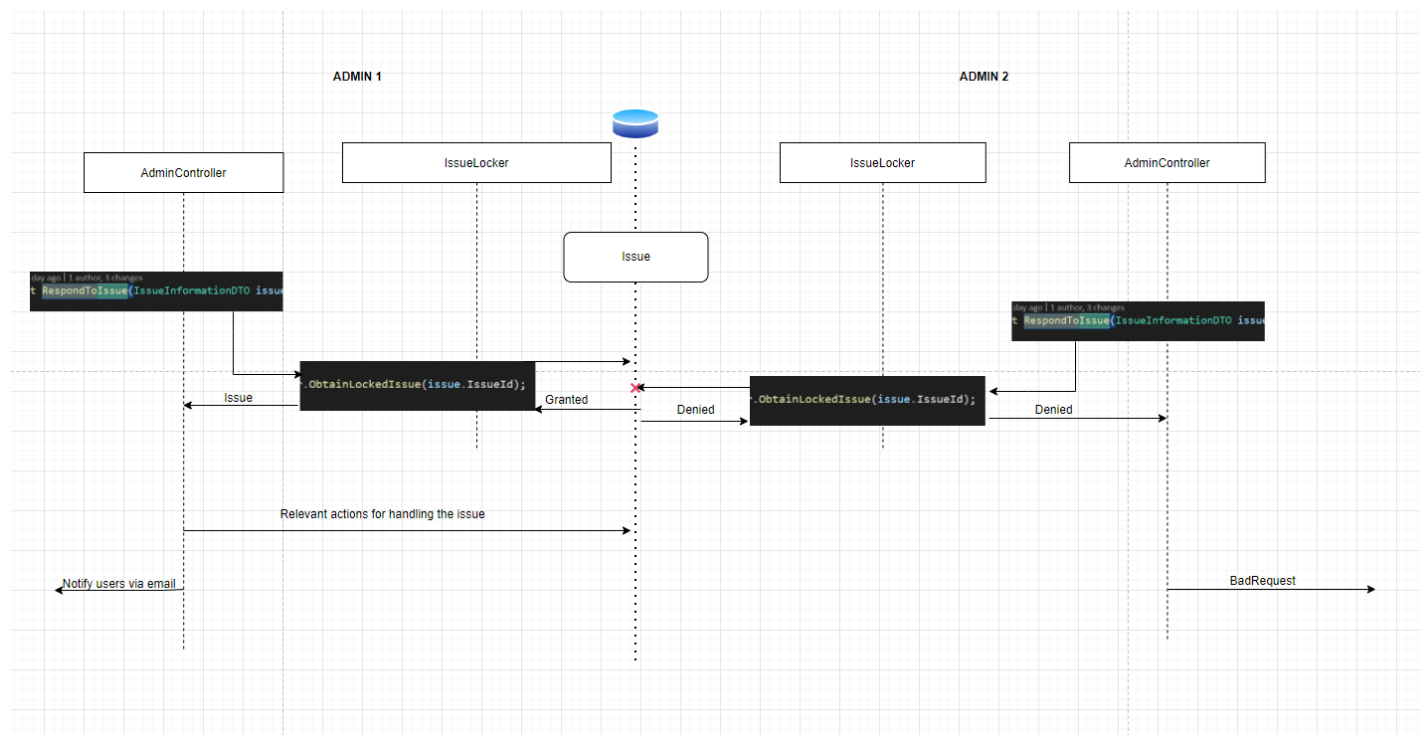 ADMIN 1
ADMIN 2
AdminController
IssueLocker
IssueLocker
AdminController
Issue
day ago | 1 author, 3 changes
t RespondToIssue(IssueInformationDTO issue
day ago | 1 author, 3 changes
t RespondToIssue(IssueInformationDTO issue
.ObtainLockedIssue(issue.IssueId);
.ObtainLockedIssue(issue.IssueId);
Issue
Granted
Denied
Denied
Relevant actions for handling the issue
Notify users via email
BadRequest